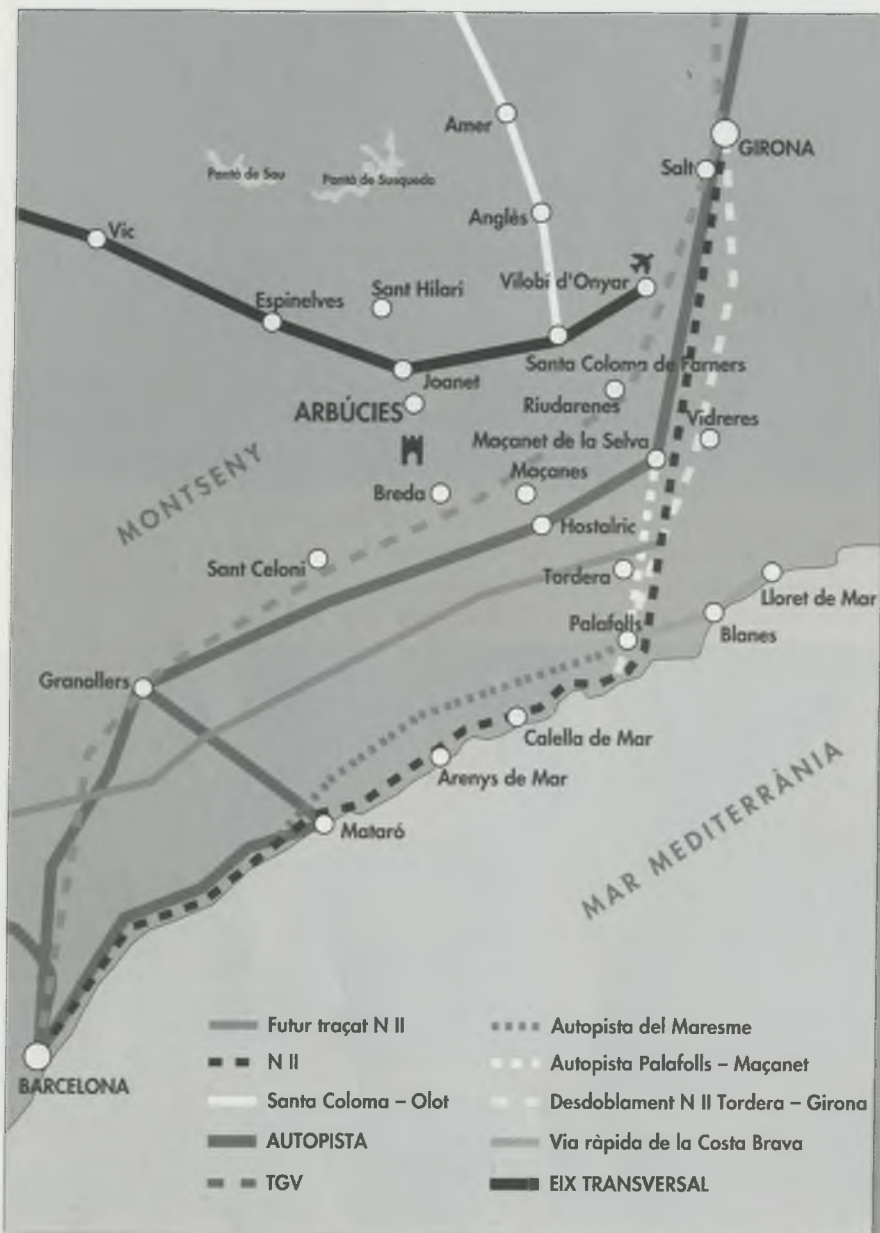 Amer
GIRONA
Salt
Pantà de Sau
Pantà de Susqueda
Anglès
Vic
Vilobí d'Onyar
Sant Hilari
Espinelves
Santa Coloma de Farners
Joanet
ARBÚCIES
Riudarenes
Vidreres
Maçanet de la Selva
MONTSENY
Maçanes
Breda
Hostalric
Sant Celoni
Tordera
Lloret de Mar
Palafolls
Blanes
Granollers
Calella de Mar
Arenys de Mar
Mataró
MAR MEDITERRÀNIA
BARCELONA
Futur traçat N II
N II
Santa Coloma – Olot
AUTOPISTA
TGV
Autopista del Maresme
Autopista Palafolls – Maçanet
Desdoblament N II Tordera – Girona
Via ràpida de la Costa Brava
EIX TRANSVERSAL